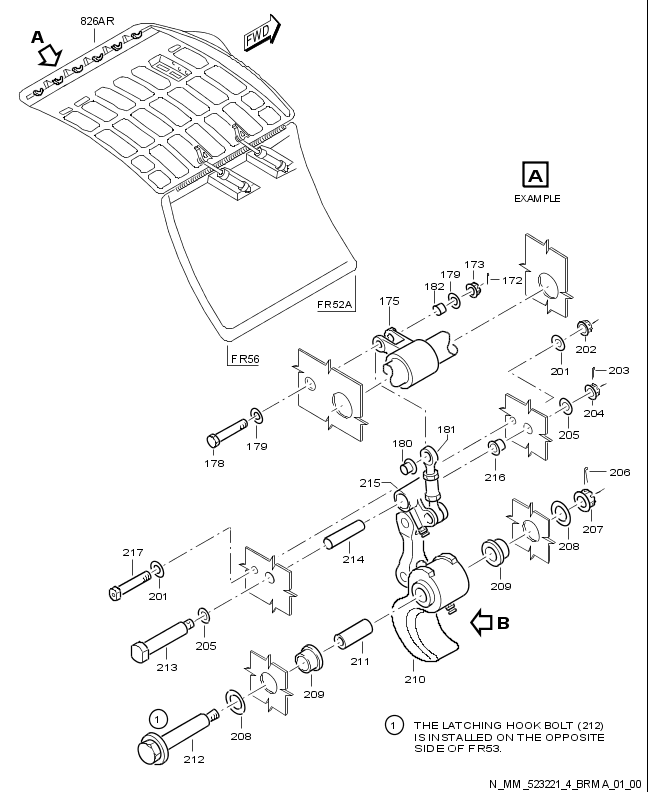 826AR
A
FWD
A
EXAMPLE
FR52A
FR56
173
179
172
182
175
202
201
203
204
205
178
179
180
181
216
215
206
207
208
209
214
217
201
213
205
211
210
B
209
208
1
212
1 THE LATCHING HOOK BOLT (212)
IS INSTALLED ON THE OPPOSITE
SIDE OF FR53.
N_MM_523221_4_BRMA_01_00